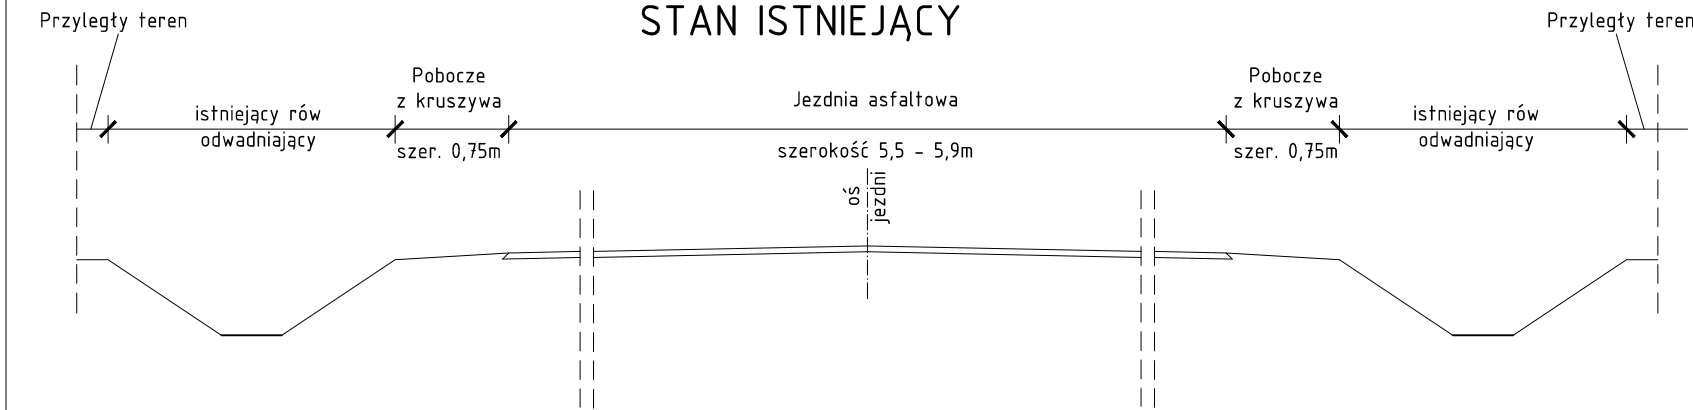 STAN ISTNIEJĄCY
Przyległy teren
Przyległy teren
istniejący rów
odwadniający
Pobocze
z kruszywa
szer. 0,75m
Jezdnia asfaltowa
szerokość 5,5 - 5,9m
oś
jezdni
Pobocze
z kruszywa
szer. 0,75m
istniejący rów
odwadniający